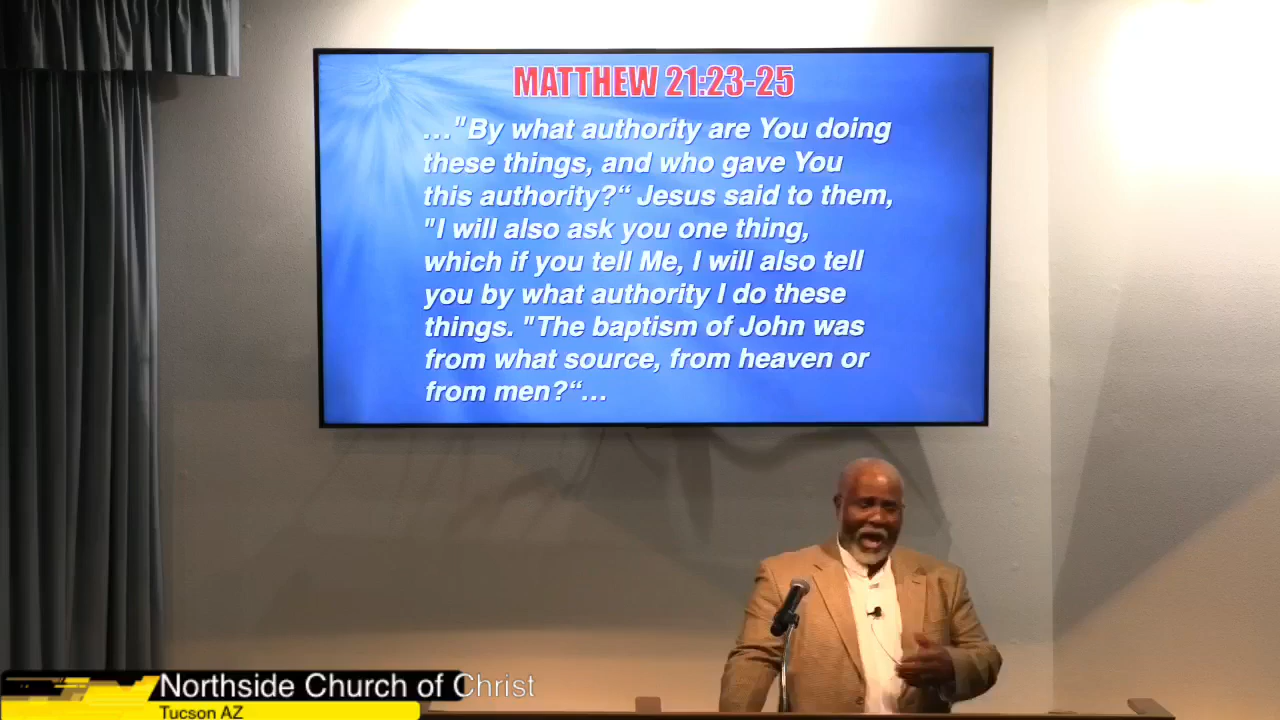 MATTHEW 21:23-25
…"By what authority are You doing
these things, and who gave You
this authority?“ Jesus said to them,
"I will also ask you one thing,
which if you tell Me, I will also tell
you by what authority I do these
things. "The baptism of John was
from what source, from heaven or
from men?“…
Northside Church of Christ
Tucson AZ